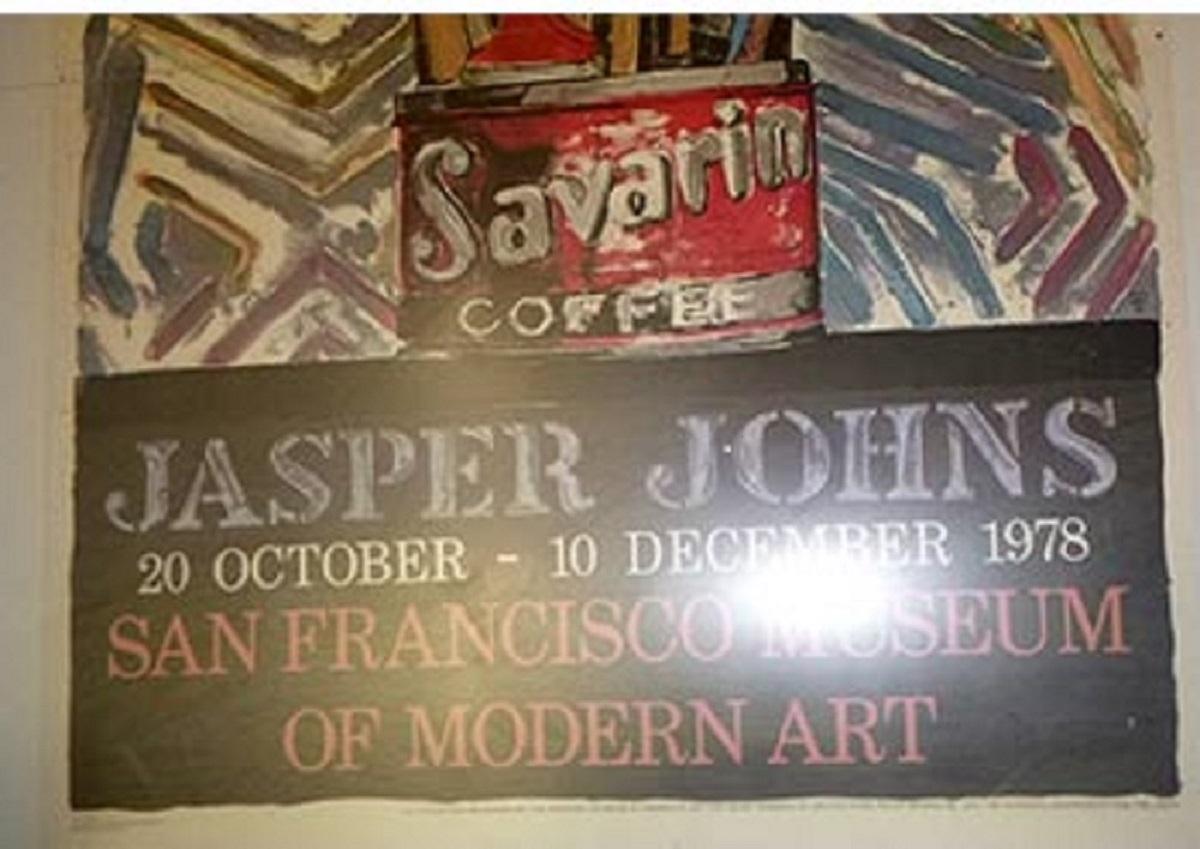 Savarin
COFFEE
JASPER JOHNS
20 OCTOBER - 10 DECEMBER 1978
SAN FRANCISCO MUSEUM
OF MODERN ART